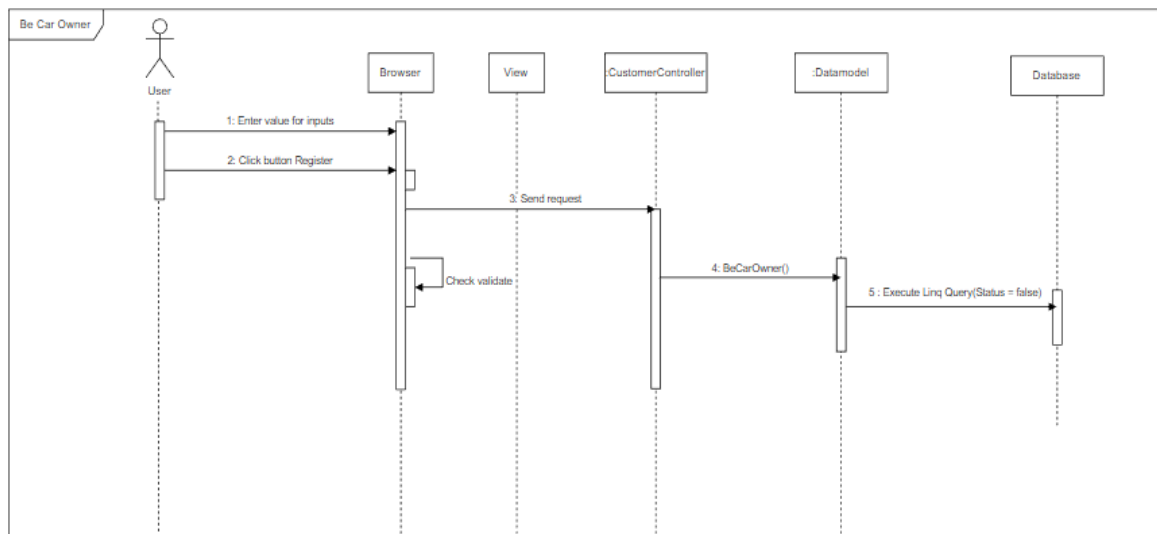 Be Car Owner
User
Browser
View
:CustomerController
:Datamodel
Database
1: Enter value for inputs
2: Click button Register
3: Send request
Check validate
4: BeCarOwner()
5 : Execute Linq Query(Status = false)